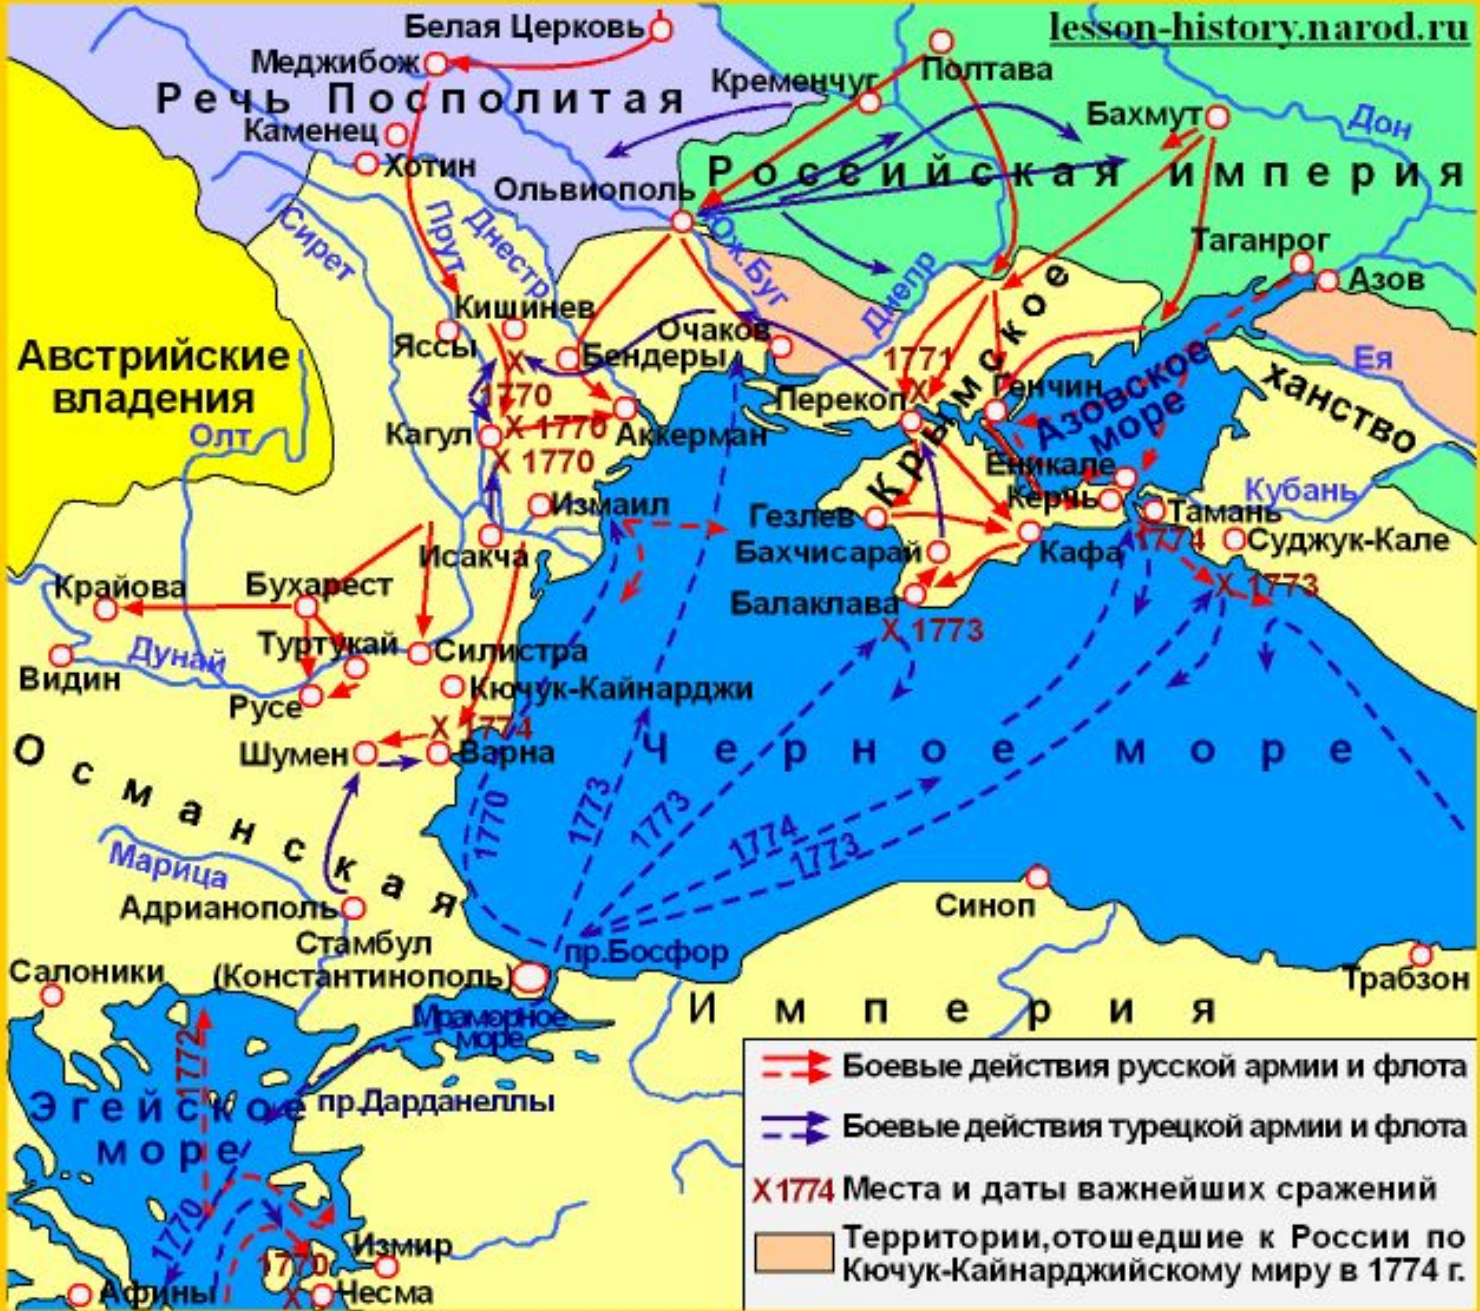 lesson-history.narod.ru
Белая Церковь
Меджибож
Полтава
Кременчуг
Речь Посполитая
Бахмут
Дон
Каменец
Хотин
Российская империя
Ольвиополь
Сирет
Прут
Днестр
Юж.Буг
Днепр
Таганрог
Азов
Кишинев
Яссы
Очаков
Бендеры
Австрийские
владения
X
1770
1771
X
Перекоп
Генчин
Крымское
ханство
Ея
Азовское
море
Олт
Кагул
X 1770
X 1770
Аккерман
Еникале
Керчь
Кубань
Измаил
Гезлев
Тамань
1774
Исакча
Бахчисарай
Кафа
Суджук-Кале
Крайова
Бухарест
Балаклава
X 1773
X 1773
Туртукай
Силистра
Дунай
Видин
Русе
Кючук-Кайнарджи
X 1774
Шумен
Варна
Черное море
Османская
1770
1773
1773
1774
1773
Марица
Адрианополь
Синоп
Стамбул
(Константинополь)
пр.Босфор
Салоники
Трабзон
Империя
Мраморное
море
1772
пр.Дарданеллы
Эгейское
море
1770
Измир
1770
X
Чесма
Афины
Боевые действия русской армии и флота
Боевые действия турецкой армии и флота
X 1774 Места и даты важнейших сражений
Территории,отошедшие к России по
Кючук-Кайнарджийскому миру в 1774 г.